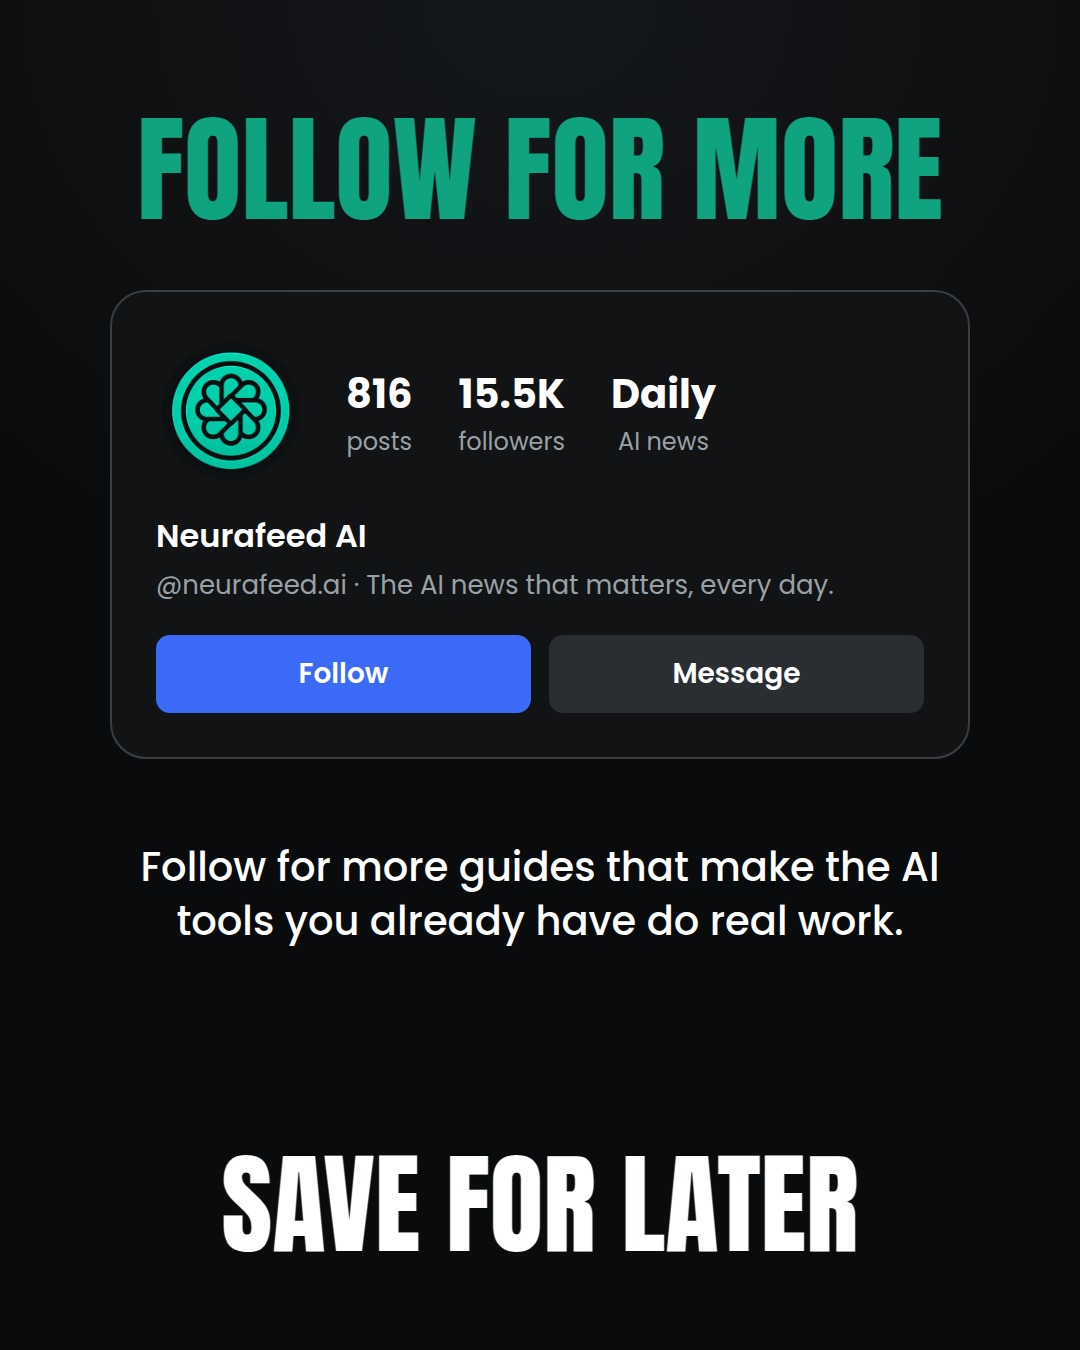 FOLLOW FOR MORE
816 15.5K Daily
posts followers AI news
Neurafeed AI
@neurafeed.ai · The AI news that matters, every day.
Follow Message
Follow for more guides that make the AI
tools you already have do real work.
SAVE FOR LATER